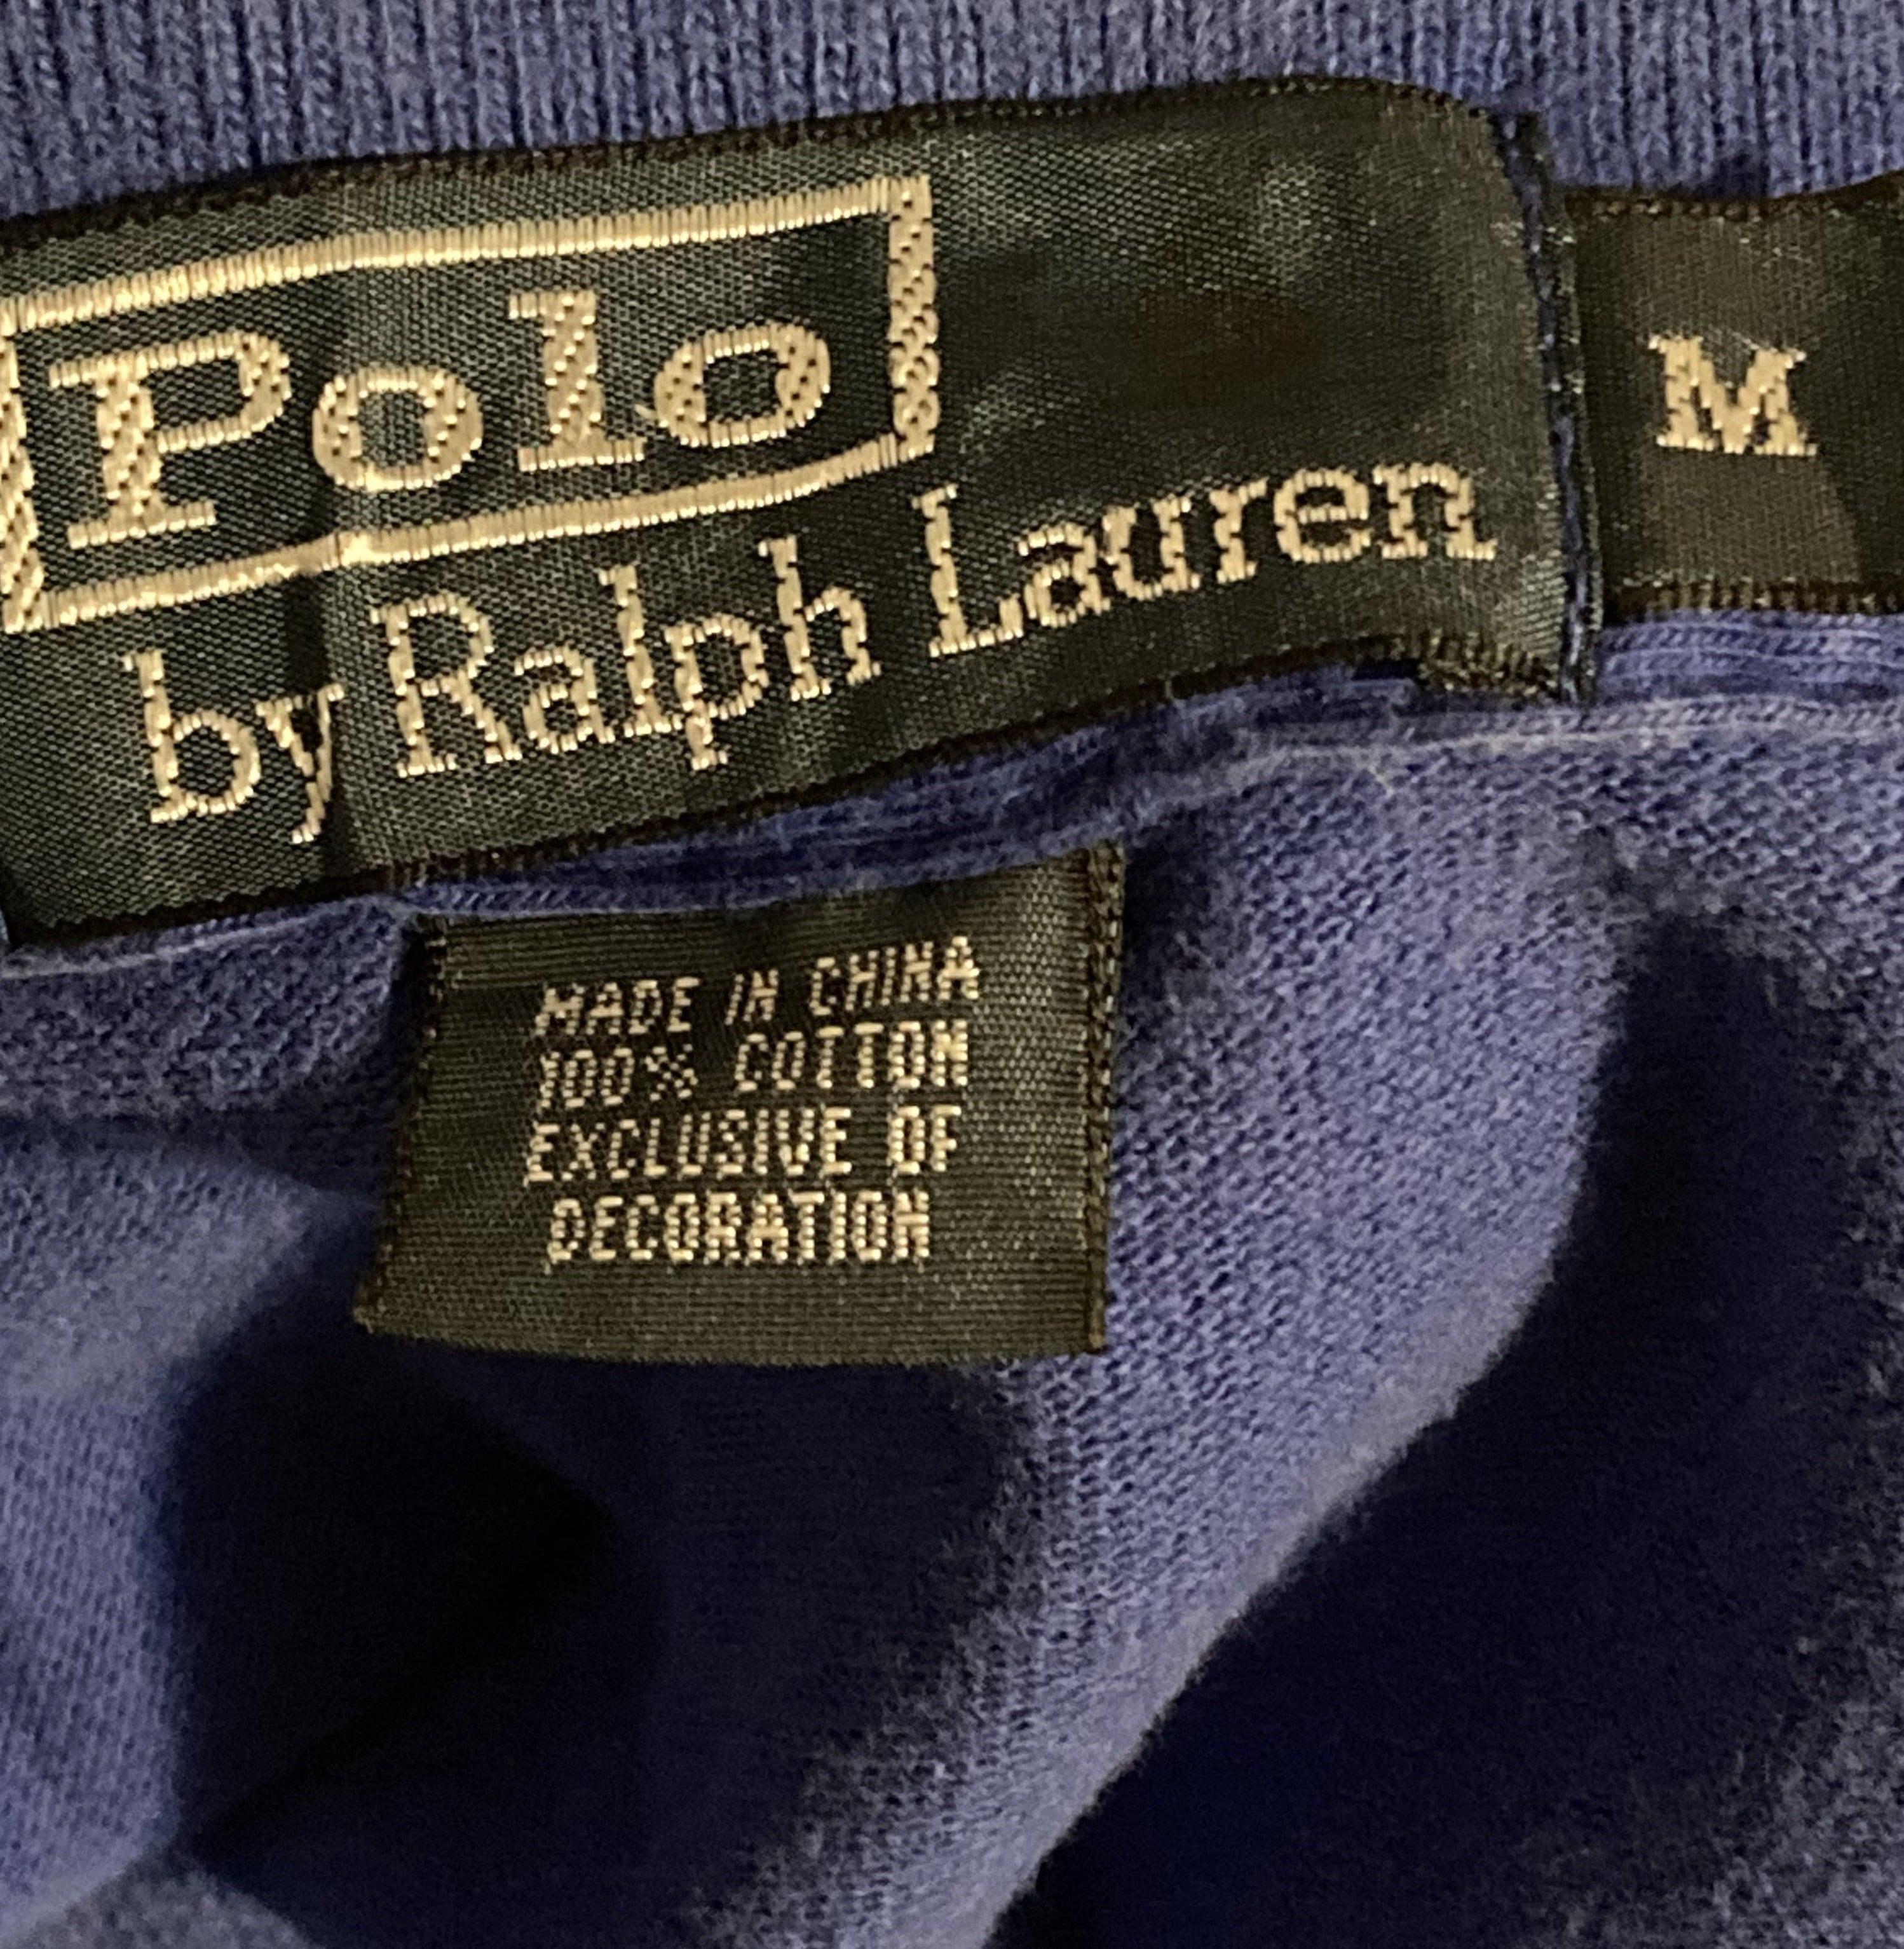 Polo
by Ralph Lauren
M
MADE IN CHINA
100% COTTON
EXCLUSIVE OF
DECORATION